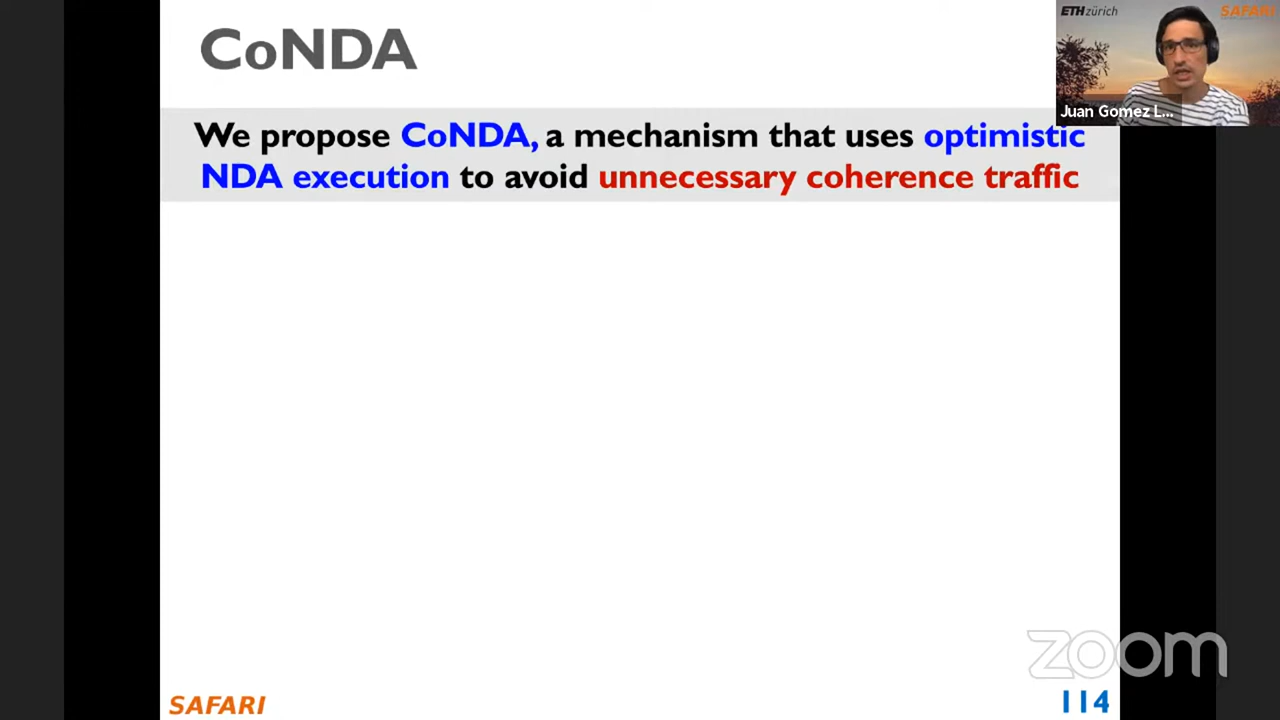 CoNDA
ETH zürich
SAFARI
Juan Gomez L...
We propose CoNDA, a mechanism that uses optimistic
NDA execution to avoid unnecessary coherence traffic
zoom
SAFARI
114